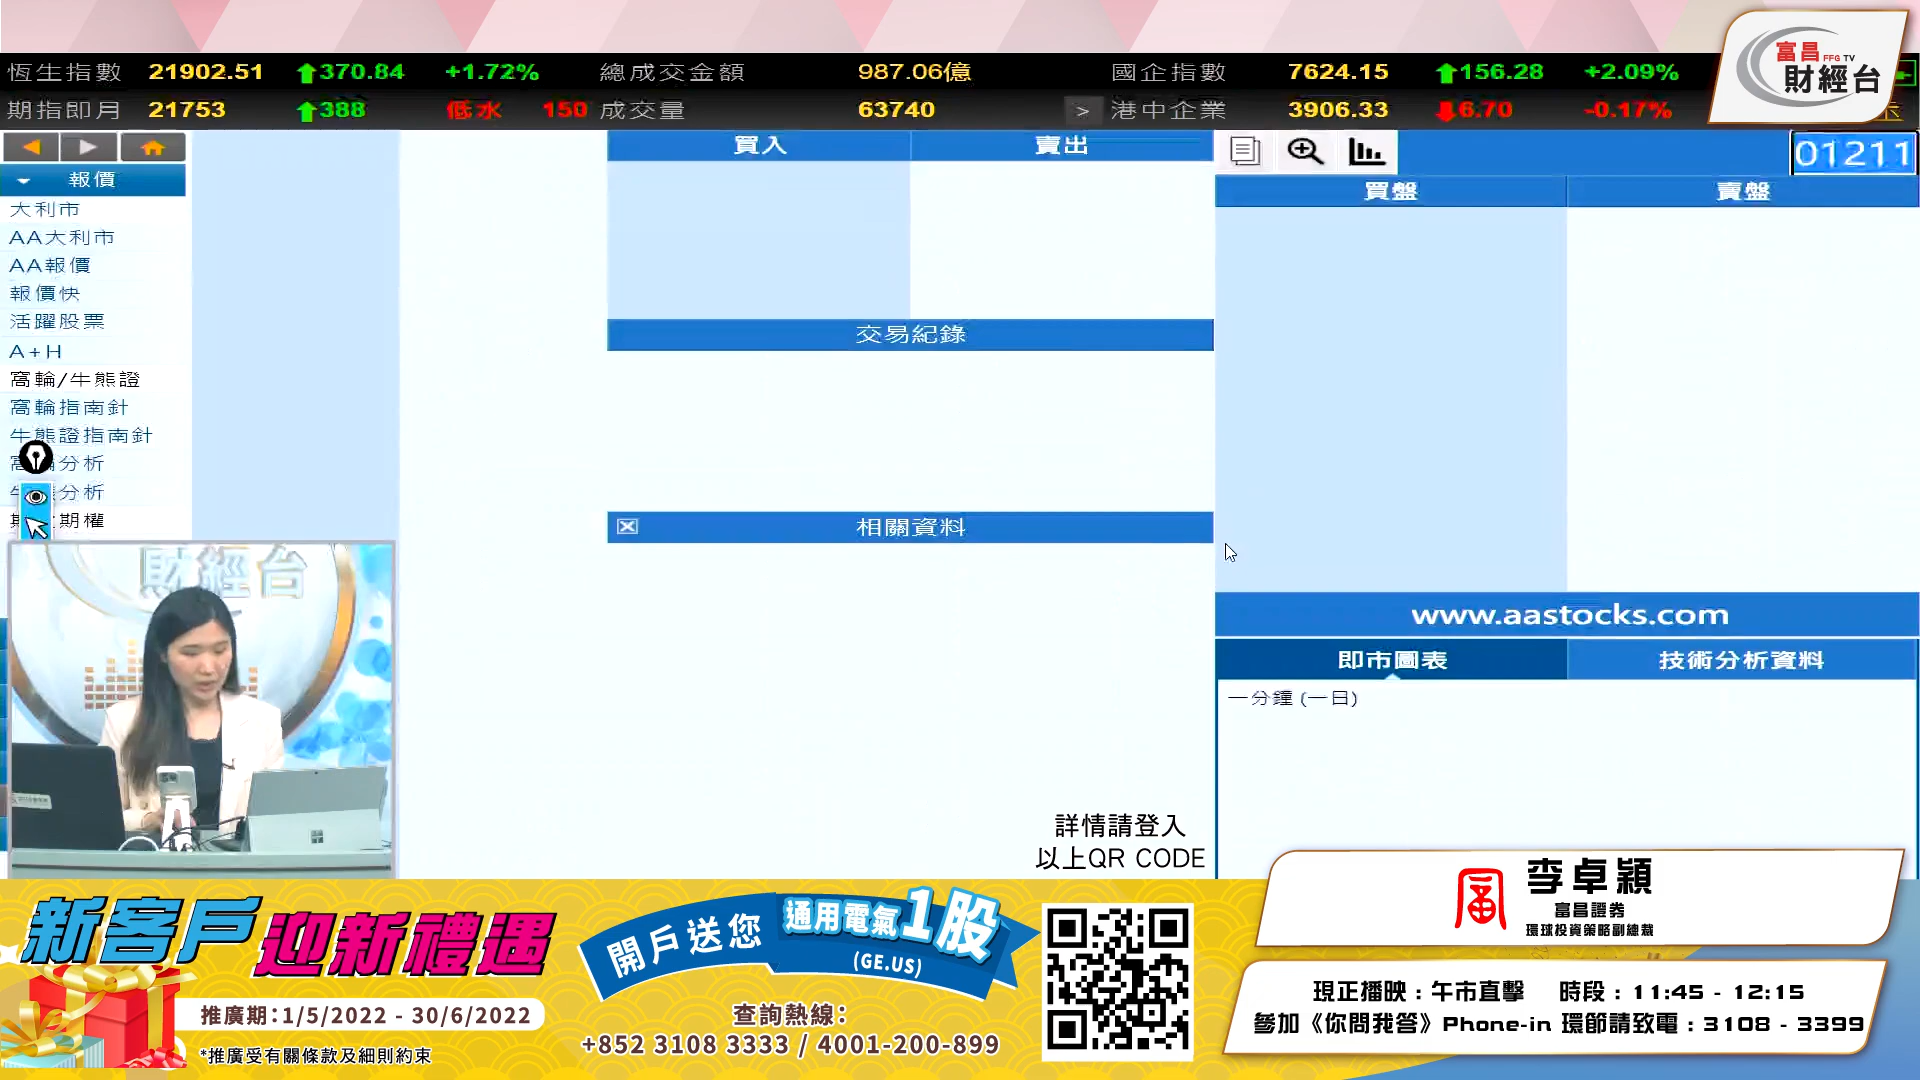 恆生指數 21902.51 370.84 +1.72% 總成交金額 987.06億 國企指數 7624.15 156.28 +2.09%
期指即月 21753 388 低水 150 成交量 63740 > 港中企業 3906.33 6.70 -0.17%
富昌 FFG TV
財經台
報價
大利市
AA大利市
AA報價
報價快
活躍股票
A+H
窩輪/牛熊證
窩輪指南針
牛熊證指南針
分析
分析
期權
買入 賣出
交易紀錄
相關資料
01211
買盤 賣盤
www.aastocks.com
即市圖表 技術分析資料
一分鐘 (一日)
財經台
詳情請登入
以上QR CODE
新客戶迎新禮遇
推廣期:1/5/2022 - 30/6/2022
*推廣受有關條款及細則約束
開戶送您 通用電氣1股
(GE.US)
查詢熱線:
+852 3108 3333 / 4001-200-899
李卓穎
富昌證券
環球投資策略副總裁
現正播映:午市直擊 時段:11:45 - 12:15
參加《你問我答》Phone-in 環節請致電:3108 - 3399